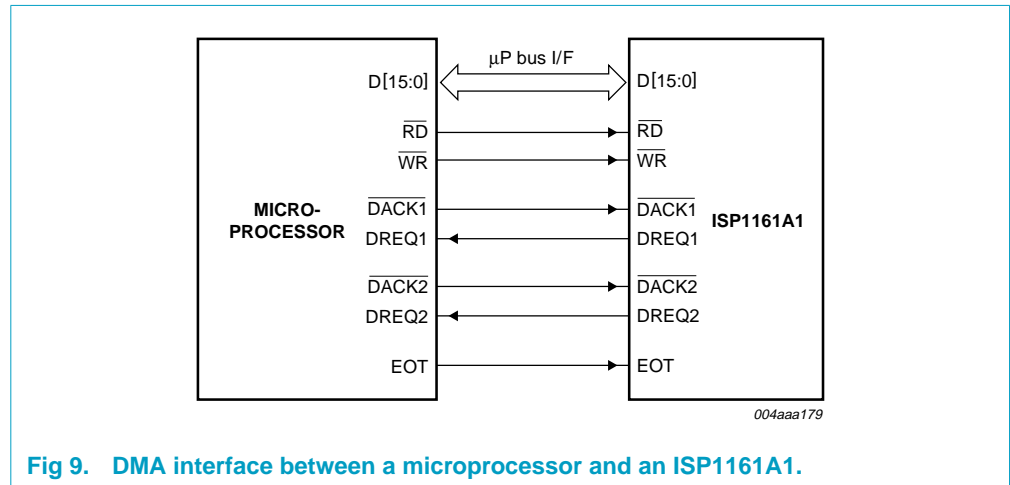 μP bus I/F
D[15:0] D[15:0]
RD RD
WR WR
MICRO-
PROCESSOR
DACK1 DACK1
ISP1161A1
DREQ1 DREQ1
DACK2 DACK2
DREQ2 DREQ2
EOT EOT
004aaa179
Fig 9. DMA interface between a microprocessor and an ISP1161A1.